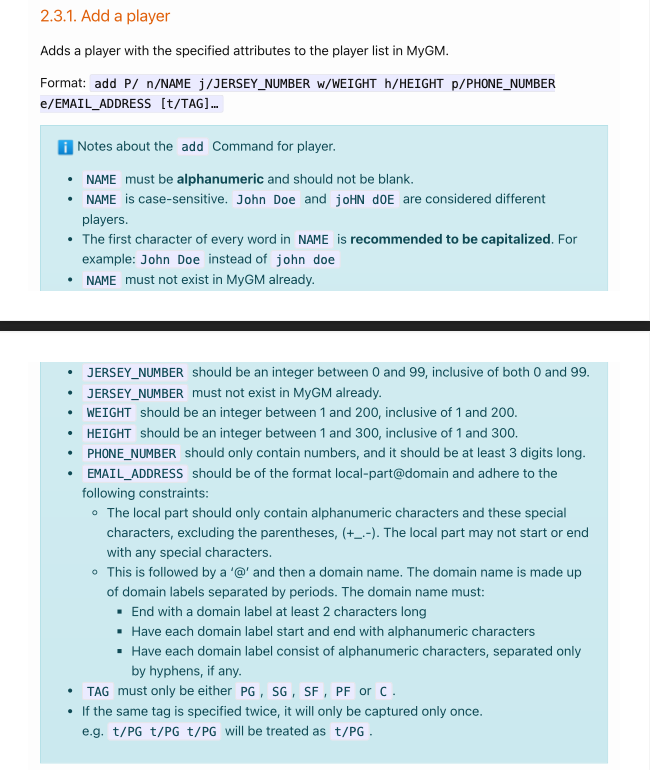 2.3.1. Add a player
Adds a player with the specified attributes to the player list in MyGM.
Format: add P/ n/NAME j/JERSEY_NUMBER w/WEIGHT h/HEIGHT p/PHONE_NUMBER
e/EMAIL_ADDRESS [t/TAG]…
Notes about the add Command for player.
• NAME must be alphanumeric and should not be blank.
• NAME is case-sensitive. John Doe and joHN dOE are considered different
players.
• The first character of every word in NAME is recommended to be capitalized. For
example: John Doe instead of john doe
• NAME must not exist in MyGM already.
• JERSEY_NUMBER should be an integer between 0 and 99, inclusive of both 0 and 99.
• JERSEY_NUMBER must not exist in MyGM already.
• WEIGHT should be an integer between 1 and 200, inclusive of 1 and 200.
• HEIGHT should be an integer between 1 and 300, inclusive of 1 and 300.
• PHONE_NUMBER should only contain numbers, and it should be at least 3 digits long.
• EMAIL_ADDRESS should be of the format local-part@domain and adhere to the
following constraints:
◦ The local part should only contain alphanumeric characters and these special
characters, excluding the parentheses, (+_.-). The local part may not start or end
with any special characters.
◦ This is followed by a ‘@’ and then a domain name. The domain name is made up
of domain labels separated by periods. The domain name must:
▪ End with a domain label at least 2 characters long
▪ Have each domain label start and end with alphanumeric characters
▪ Have each domain label consist of alphanumeric characters, separated only
by hyphens, if any.
• TAG must only be either PG, SG, SF, PF or C.
• If the same tag is specified twice, it will only be captured only once.
e.g. t/PG t/PG t/PG will be treated as t/PG.